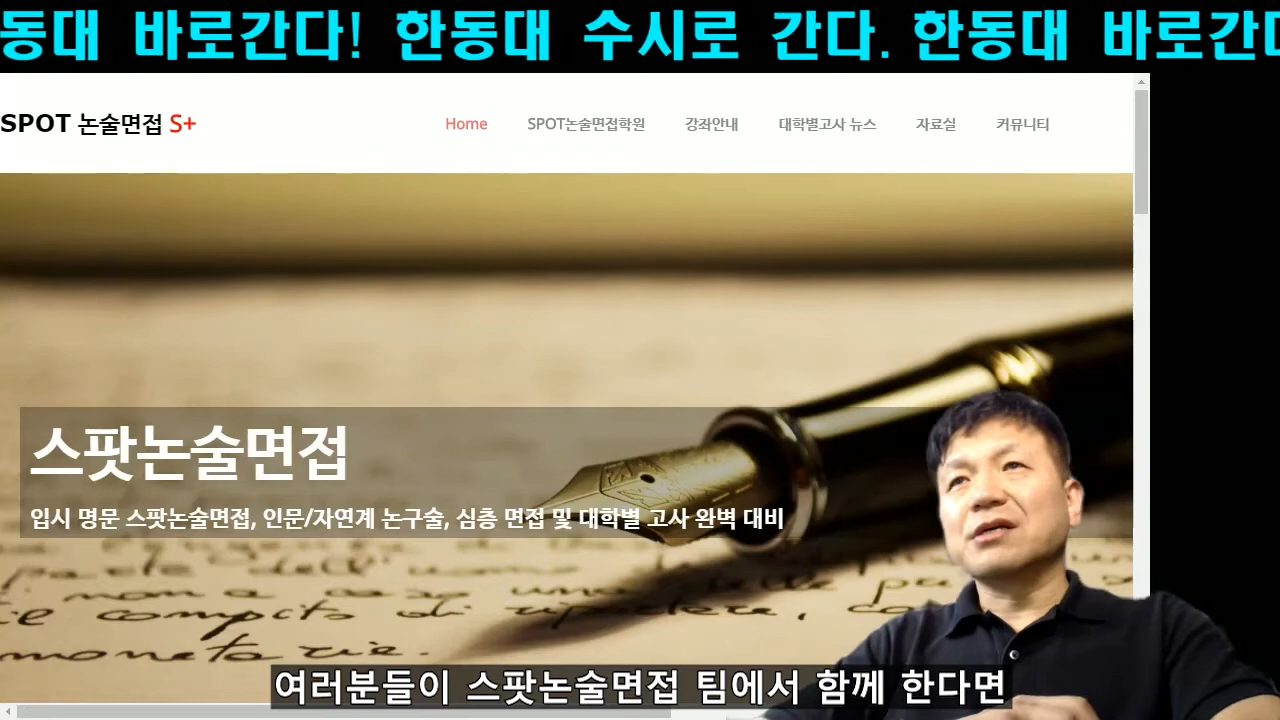 동대 바로간다! 한동대 수시로 간다. 한동대 바로간다
SPOT 논술면접 S+
Home SPOT논술면접학원 강좌안내 대학별고사 뉴스 자료실 커뮤니티
스팟논술면접
입시 명문 스팟논술면접, 인문/자연계 논구술, 심층 면접 및 대학별 고사 완벽 대비
monetarie.
여러분들이 스팟논술면접 팀에서 함께 한다면